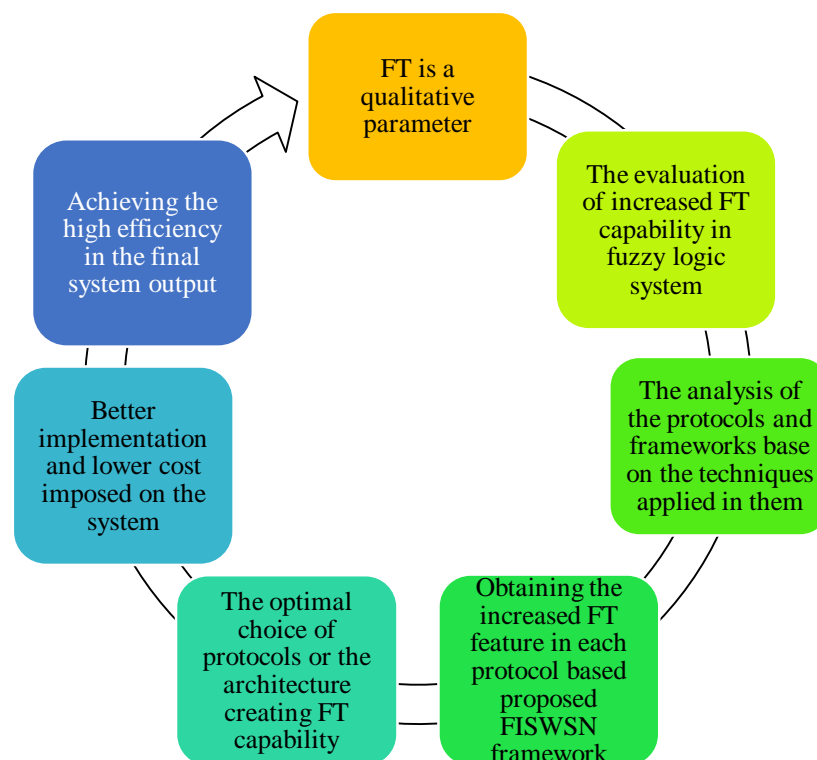 FT is a
qualitative
parameter
The evaluation
of increased FT
capability in
fuzzy logic
system
The analysis of
the protocols and
frameworks base
on the techniques
applied in them
Obtaining the
increased FT
feature in each
protocol based
proposed
FISWSN
framework
The optimal
choice of
protocols or the
architecture
creating FT
capability
Better
implementation
and lower cost
imposed on the
system
Achieving the
high efficiency
in the final
system output